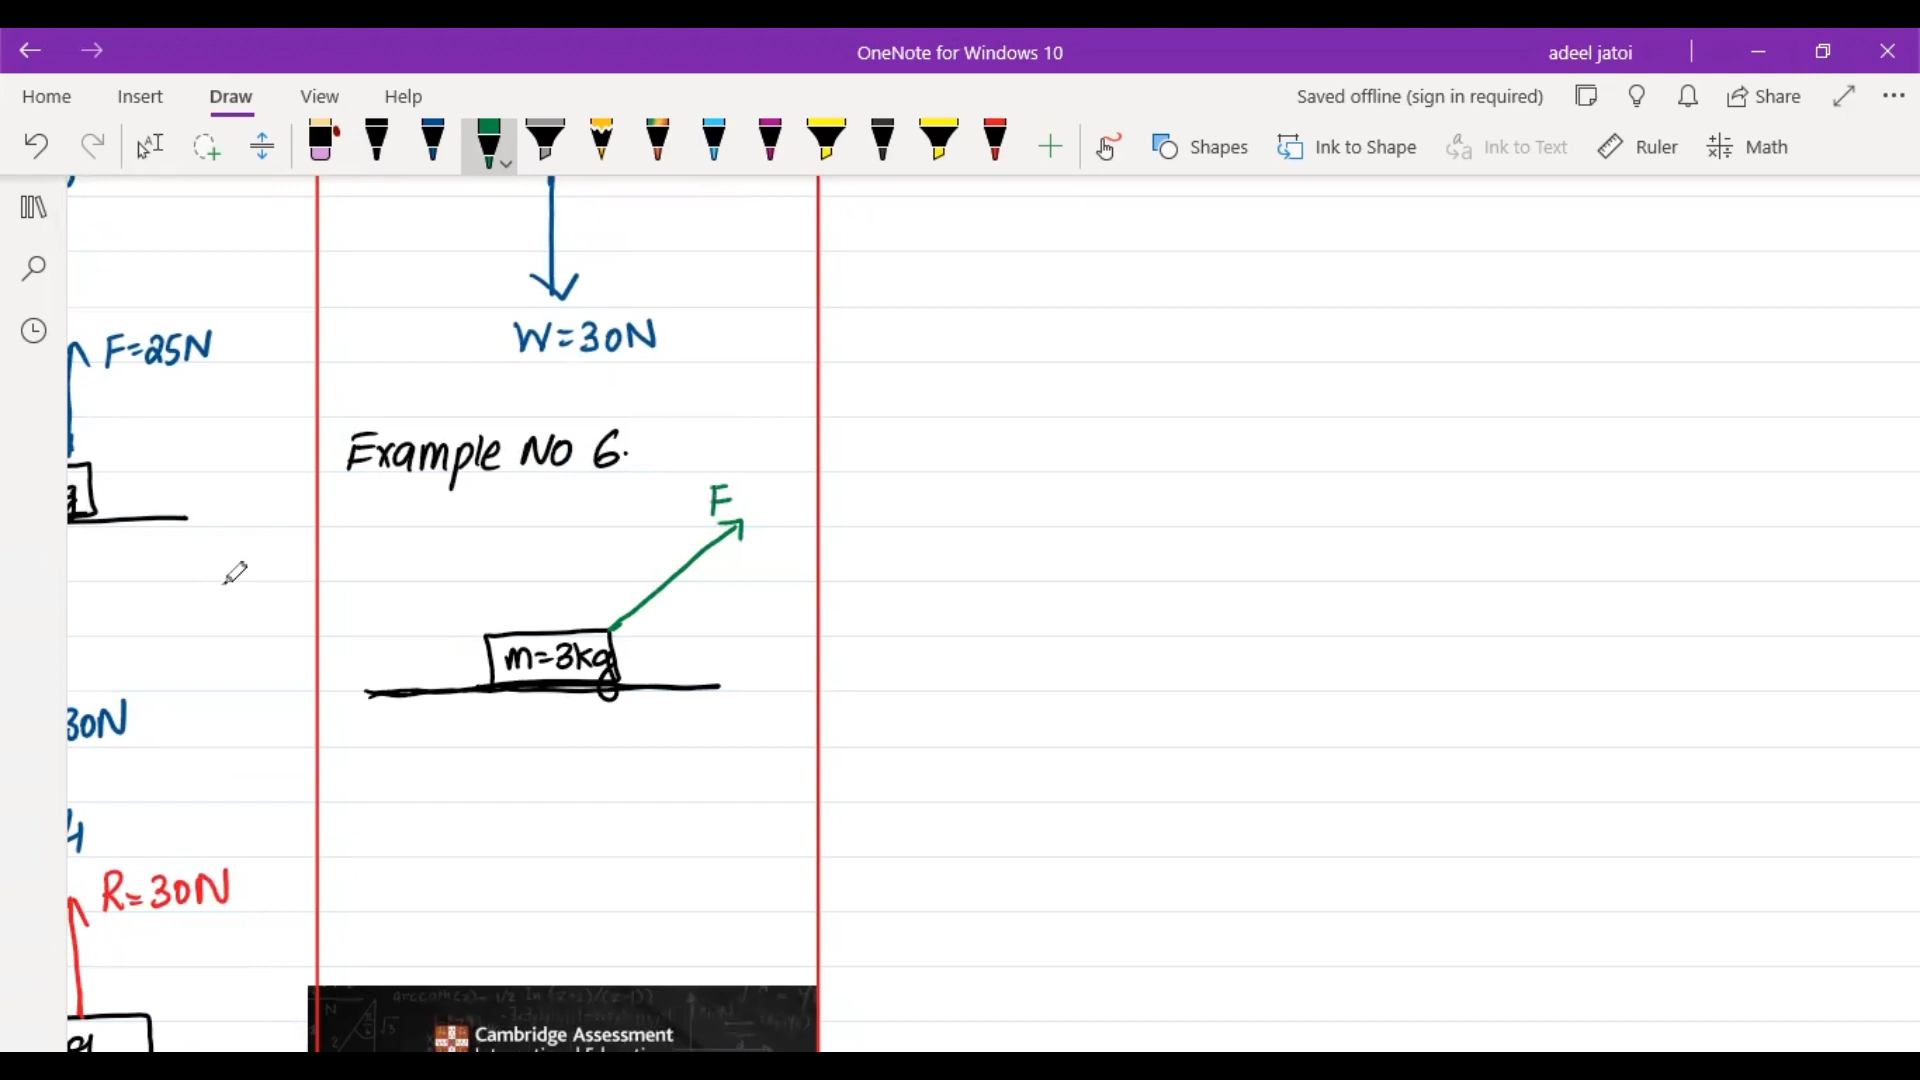 OneNote for Windows 10
adeel jatoi
Home Insert Draw View Help
Saved offline (sign in required)
Share
Shapes
Ink to Shape
Ink to Text
Ruler
Math
W=30N
F=25N
Example No 6.
F
m=3kg
30N
R=30N
Cambridge Assessment